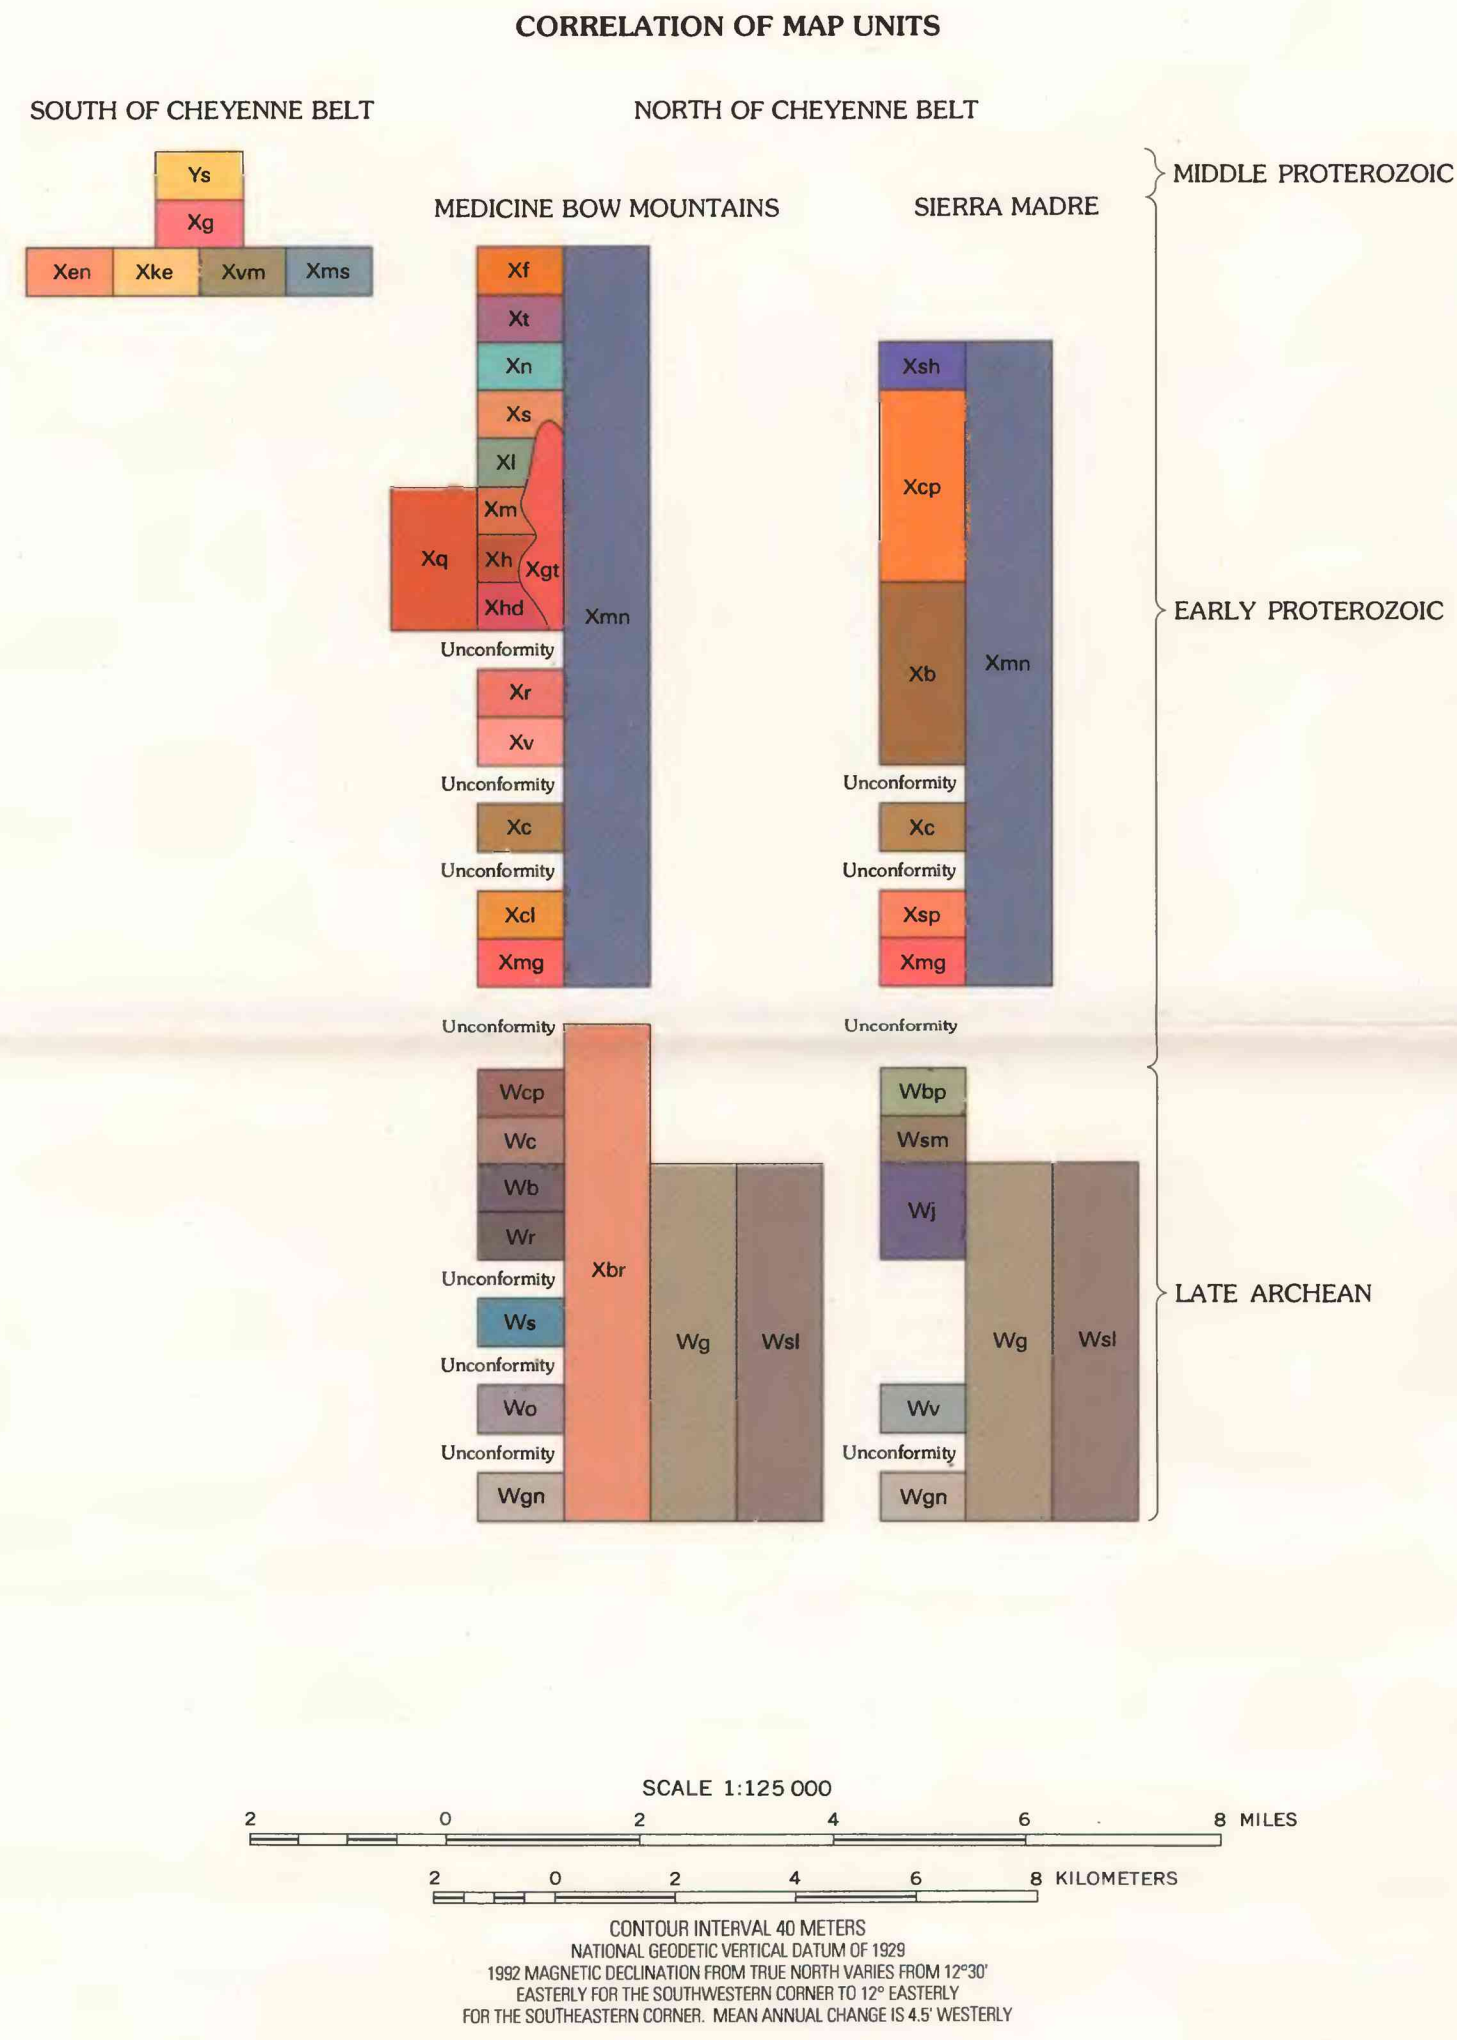 CORRELATION OF MAP UNITS
SOUTH OF CHEYENNE BELT
NORTH OF CHEYENNE BELT
MIDDLE PROTEROZOIC
Ys
Xg
Xen Xke Xvm Xms
MEDICINE BOW MOUNTAINS
SIERRA MADRE
Xf
Xt
Xn
Xs
Xl
Xm
Xq
Xh
Xgt
Xhd
Xmn
Unconformity
Xr
Xv
Unconformity
Xc
Unconformity
Xcl
Xmg
Unconformity
Wcp
Wc
Wb
Wr
Xbr
Unconformity
Ws
Wg
Wsl
Unconformity
Wo
Unconformity
Wgn
Xsh
Xcp
Xb
Xmn
Unconformity
Xc
Unconformity
Xsp
Xmg
Unconformity
Wbp
Wsm
Wj
Wg
Wsl
Wv
Unconformity
Wgn
EARLY PROTEROZOIC
LATE ARCHEAN
SCALE 1:125 000
2 0 2 4 6 8 MILES
2 0 2 4 6 8 KILOMETERS
CONTOUR INTERVAL 40 METERS
NATIONAL GEODETIC VERTICAL DATUM OF 1929
1992 MAGNETIC DECLINATION FROM TRUE NORTH VARIES FROM 12°30'
EASTERLY FOR THE SOUTHWESTERN CORNER TO 12° EASTERLY
FOR THE SOUTHEASTERN CORNER. MEAN ANNUAL CHANGE IS 4.5' WESTERLY